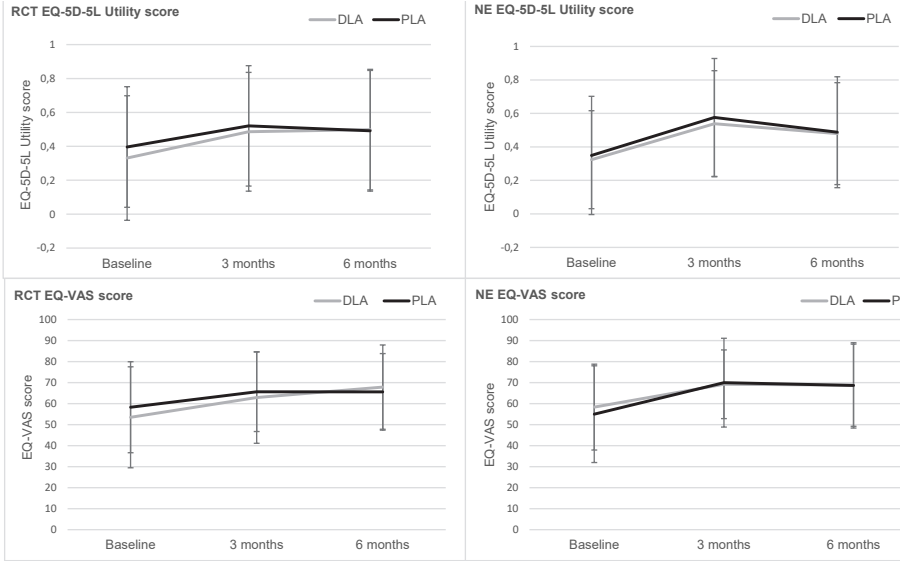 RCT EQ-5D-5L Utility score
DLA PLA
EQ-5D-5L Utility score
1
0,8
0,6
0,4
0,2
0
-0,2
Baseline 3 months 6 months
NE EQ-5D-5L Utility score
DLA PLA
EQ-5D-5L Utility score
1
0,8
0,6
0,4
0,2
0
-0,2
Baseline 3 months 6 months
RCT EQ-VAS score
DLA PLA
EQ-VAS score
100
90
80
70
60
50
40
30
20
10
0
Baseline 3 months 6 months
NE EQ-VAS score
DLA P
EQ-VAS score
100
90
80
70
60
50
40
30
20
10
0
Baseline 3 months 6 months